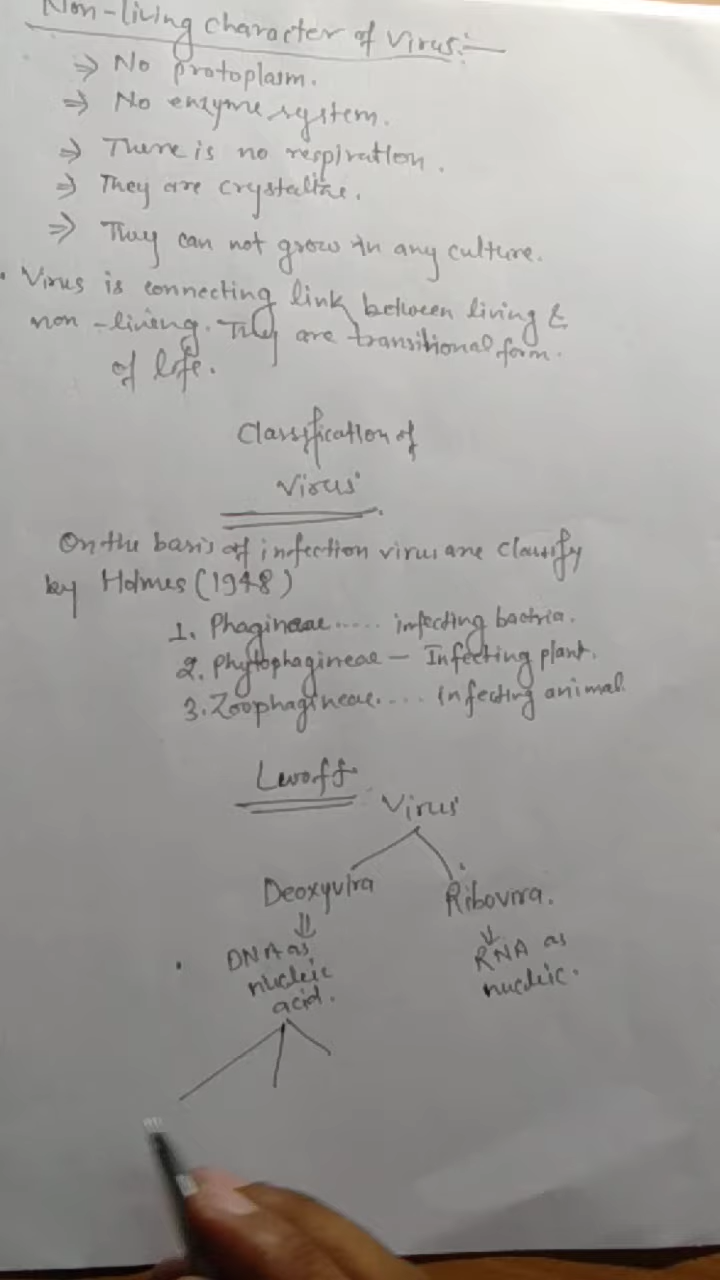 Non-living character of Virus:-
⇒ No protoplasm.
⇒ No enzyme system.
⇒ There is no respiration.
⇒ They are crystalize.
⇒ They can not grow in any culture.
• Virus is connecting link between living &
non-living. They are transitional form.
of life.
Classification of
Virus
On the basis of infection virus are Classify
by Holmes (1948)
1. Phagineae..... infecting bactria.
2. Phytophagineae - Infecting plant.
3. Zoophagineae.... Infecting animal.
Lwoff
Virus
Deoxyvira Ribovira.
⇓ ↓
DNA as RNA as
nucleic nucleic.
acid.